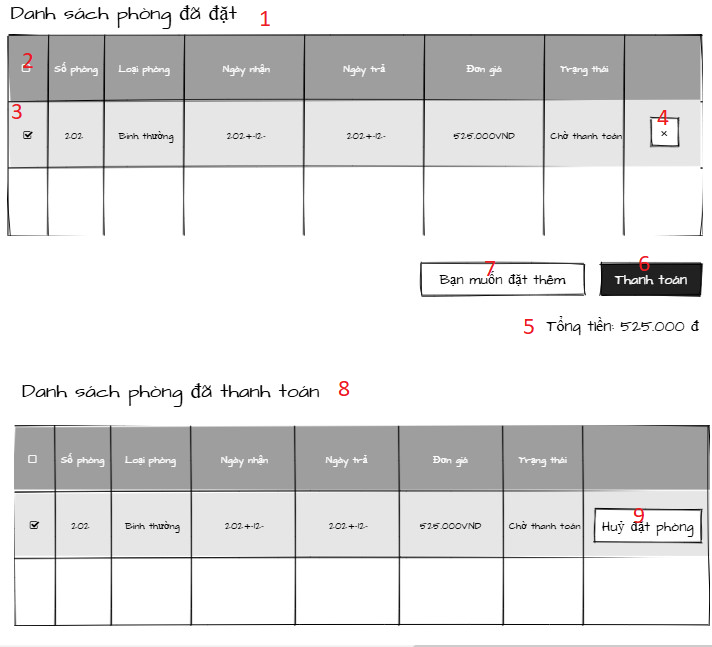 Danh sách phòng đã đặt 1
2 Số phòng Loại phòng Ngày nhận Ngày trả Đơn giá Trạng thái
3 202 Bình thường 202+-12- 202+-12- 525.000VND Chờ thanh toán 4 ×
7 Bạn muốn đặt thêm 6 Thanh toán
5 Tổng tiền: 525.000 đ
Danh sách phòng đã thanh toán 8
Số phòng Loại phòng Ngày nhận Ngày trả Đơn giá Trạng thái
202 Bình thường 202+-12- 202+-12- 525.000VND Chờ thanh toán 9 Huỷ đặt phòng